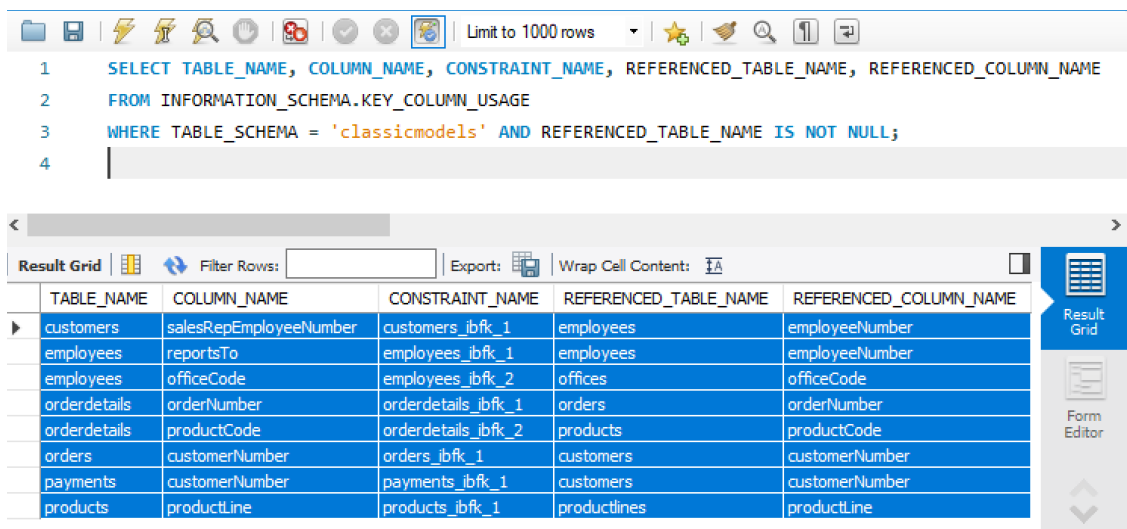 Limit to 1000 rows
1 SELECT TABLE_NAME, COLUMN_NAME, CONSTRAINT_NAME, REFERENCED_TABLE_NAME, REFERENCED_COLUMN_NAME
2 FROM INFORMATION_SCHEMA.KEY_COLUMN_USAGE
3 WHERE TABLE_SCHEMA = 'classicmodels' AND REFERENCED_TABLE_NAME IS NOT NULL;
4
Result Grid Filter Rows: Export: Wrap Cell Content: IA
TABLE_NAME COLUMN_NAME CONSTRAINT_NAME REFERENCED_TABLE_NAME REFERENCED_COLUMN_NAME
customers salesRepEmployeeNumber customers_ibfk_1 employees employeeNumber
employees reportsTo employees_ibfk_1 employees employeeNumber
employees officeCode employees_ibfk_2 offices officeCode
orderdetails orderNumber orderdetails_ibfk_1 orders orderNumber
orderdetails productCode orderdetails_ibfk_2 products productCode
orders customerNumber orders_ibfk_1 customers customerNumber
payments customerNumber payments_ibfk_1 customers customerNumber
products productLine products_ibfk_1 productlines productLine
Result
Grid
Form
Editor